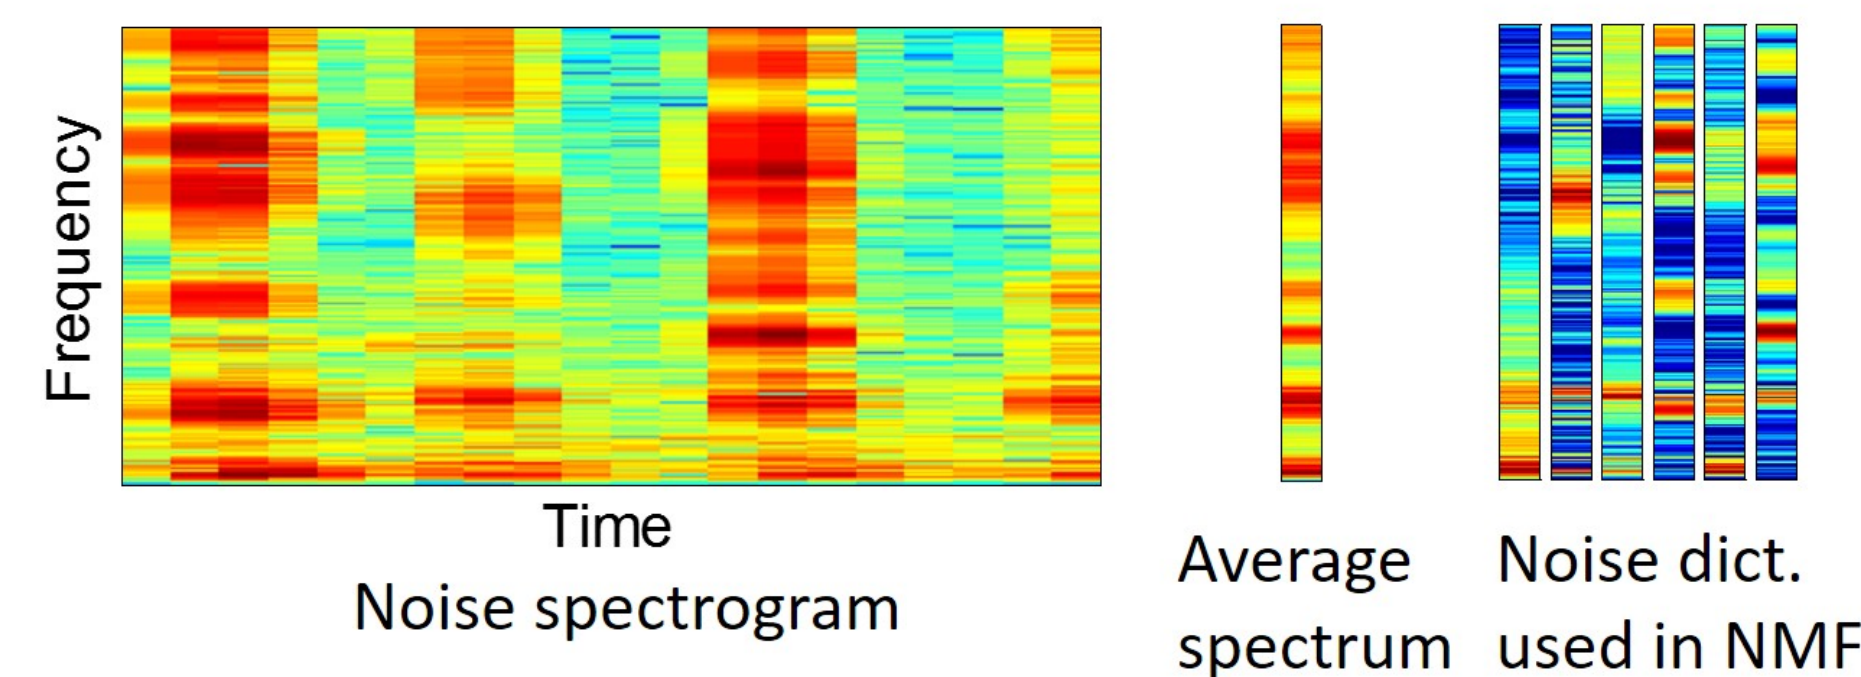 Frequency
Time
Noise spectrogram
Average
spectrum
Noise dict.
used in NMF